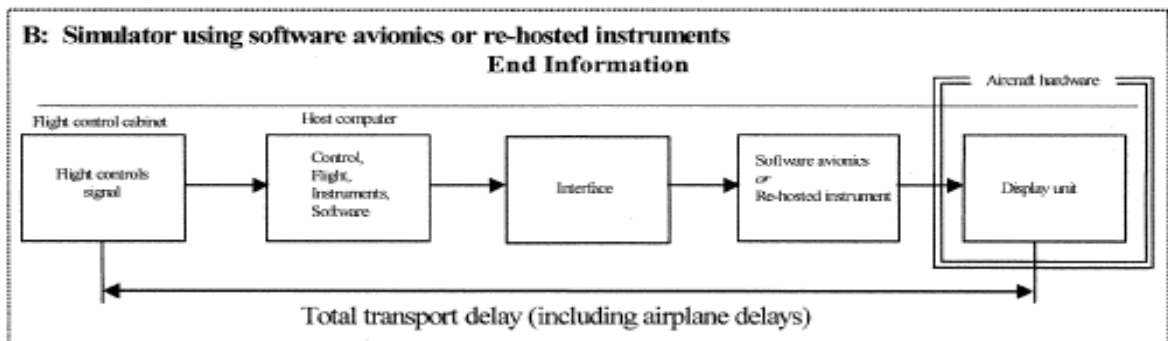 B: Simulator using software avionics or re-hosted instruments
End Information
Aircraft hardware
Flight control cabinet
Host computer
Flight controls
signal
Control,
Flight,
Instruments,
Software
Interface
Software avionics
or
Re-hosted instrument
Display unit
Total transport delay (including airplane delays)